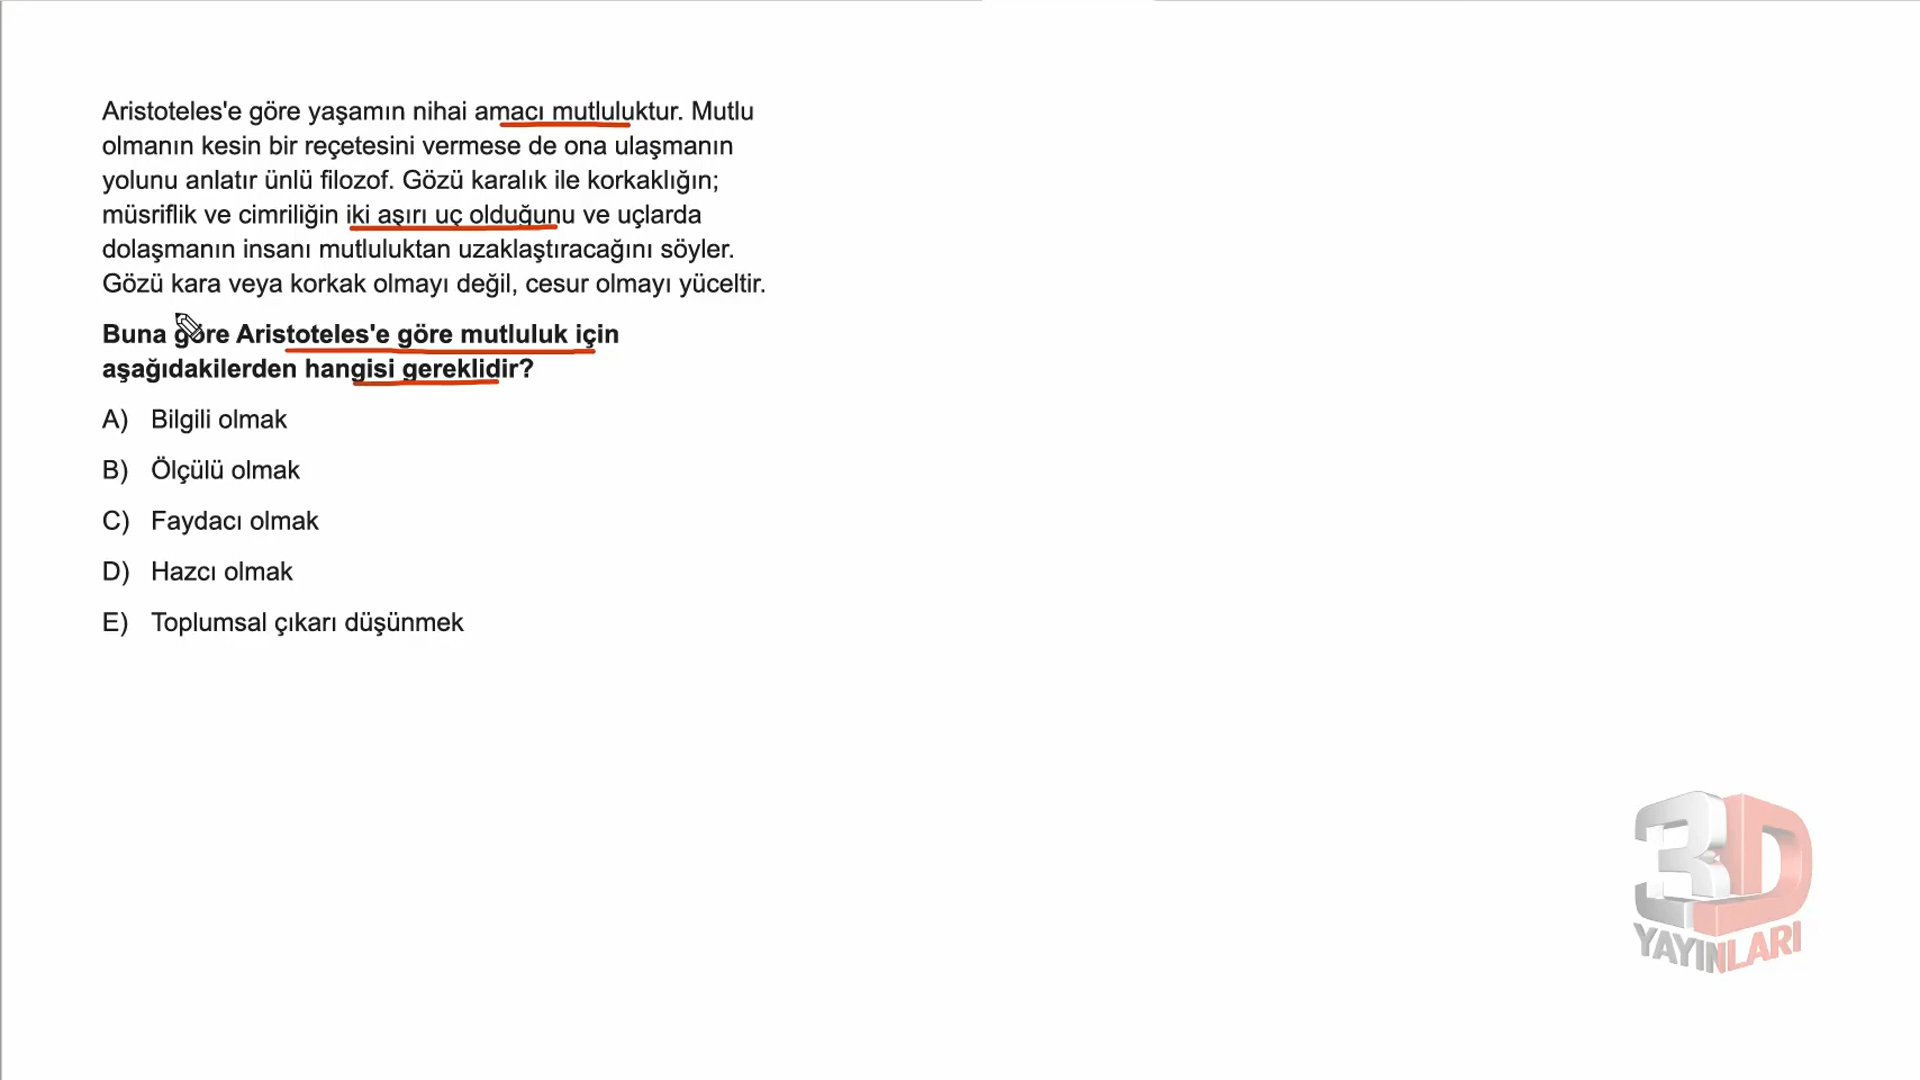 Aristoteles'e göre yaşamın nihai amacı mutluluktur. Mutlu
olmanın kesin bir reçetesini vermese de ona ulaşmanın
yolunu anlatır ünlü filozof. Gözü karalık ile korkaklığın;
müsriflik ve cimriliğin iki aşırı uç olduğunu ve uçlarda
dolaşmanın insanı mutluluktan uzaklaştıracağını söyler.
Gözü kara veya korkak olmayı değil, cesur olmayı yüceltir.
Buna göre Aristoteles'e göre mutluluk için
aşağıdakilerden hangisi gereklidir?
A) Bilgili olmak
B) Ölçülü olmak
C) Faydacı olmak
D) Hazcı olmak
E) Toplumsal çıkarı düşünmek
3D
YAYINLARI